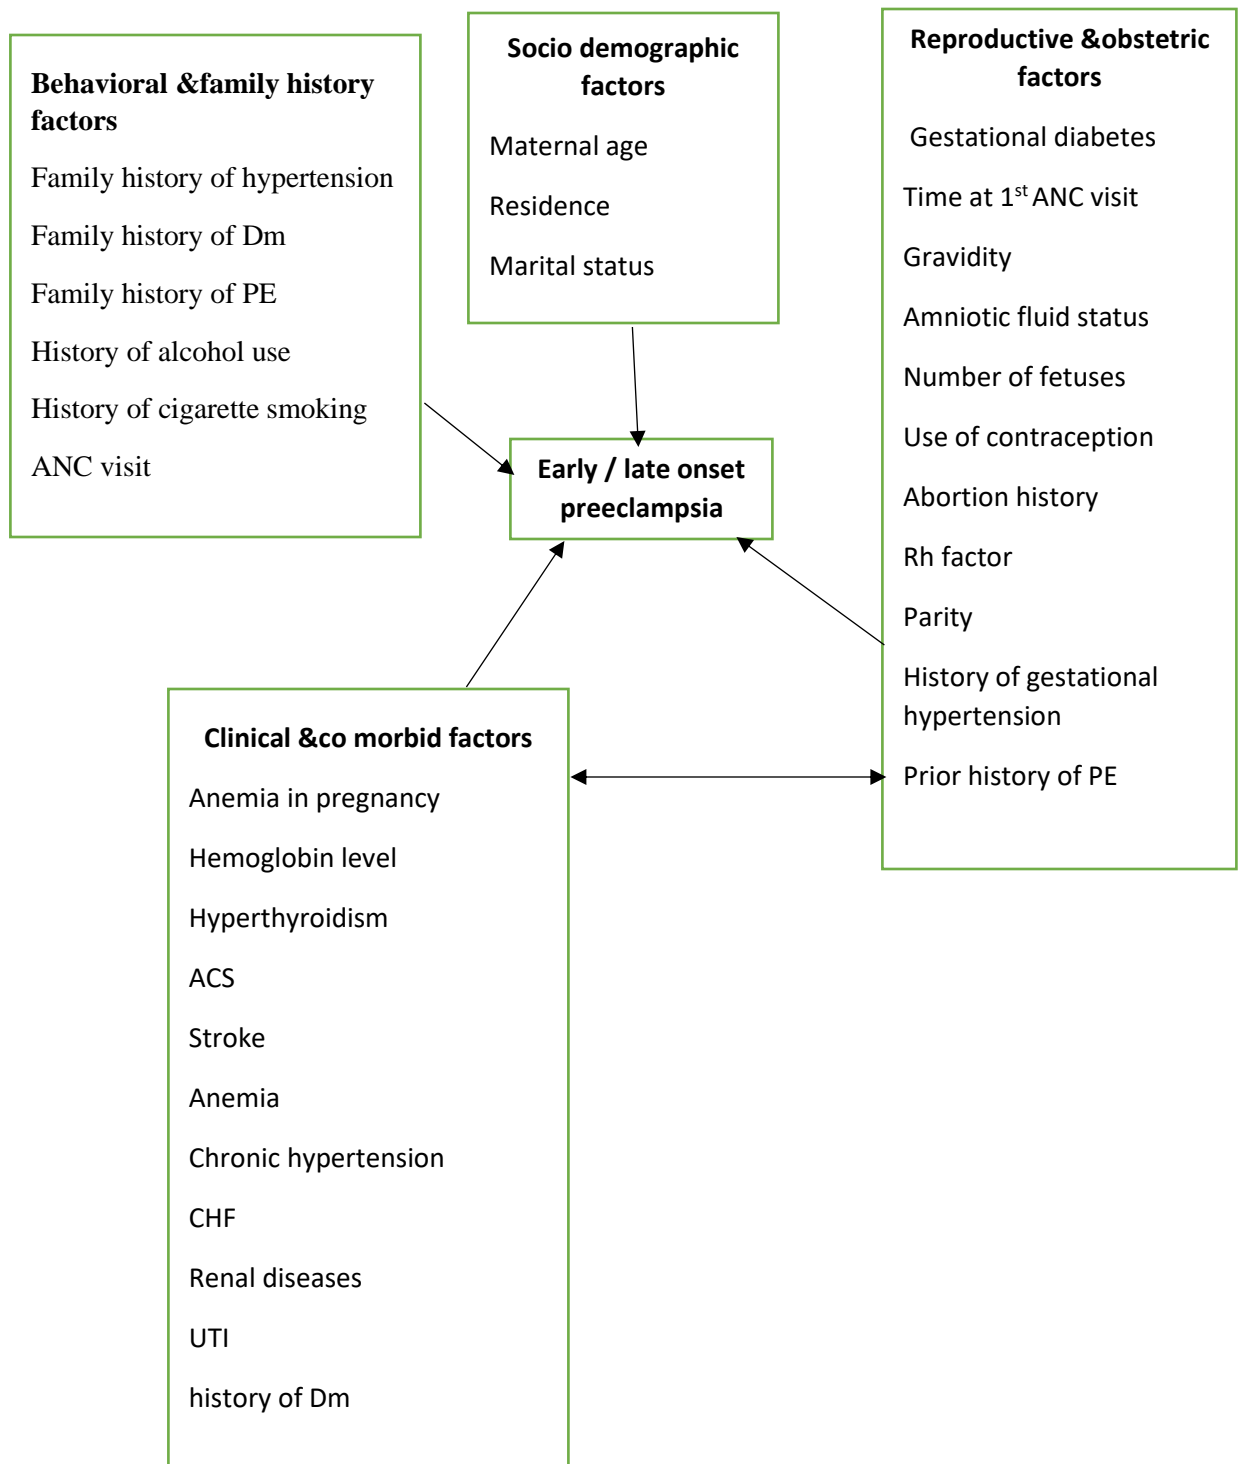 Behavioral &family history
factors
Family history of hypertension
Family history of Dm
Family history of PE
History of alcohol use
History of cigarette smoking
ANC visit
Socio demographic
factors
Maternal age
Residence
Marital status
Reproductive &obstetric
factors
Gestational diabetes
Time at 1st ANC visit
Gravidity
Amniotic fluid status
Number of fetuses
Use of contraception
Abortion history
Rh factor
Parity
History of gestational
hypertension
Prior history of PE
Early / late onset
preeclampsia
Clinical &co morbid factors
Anemia in pregnancy
Hemoglobin level
Hyperthyroidism
ACS
Stroke
Anemia
Chronic hypertension
CHF
Renal diseases
UTI
history of Dm